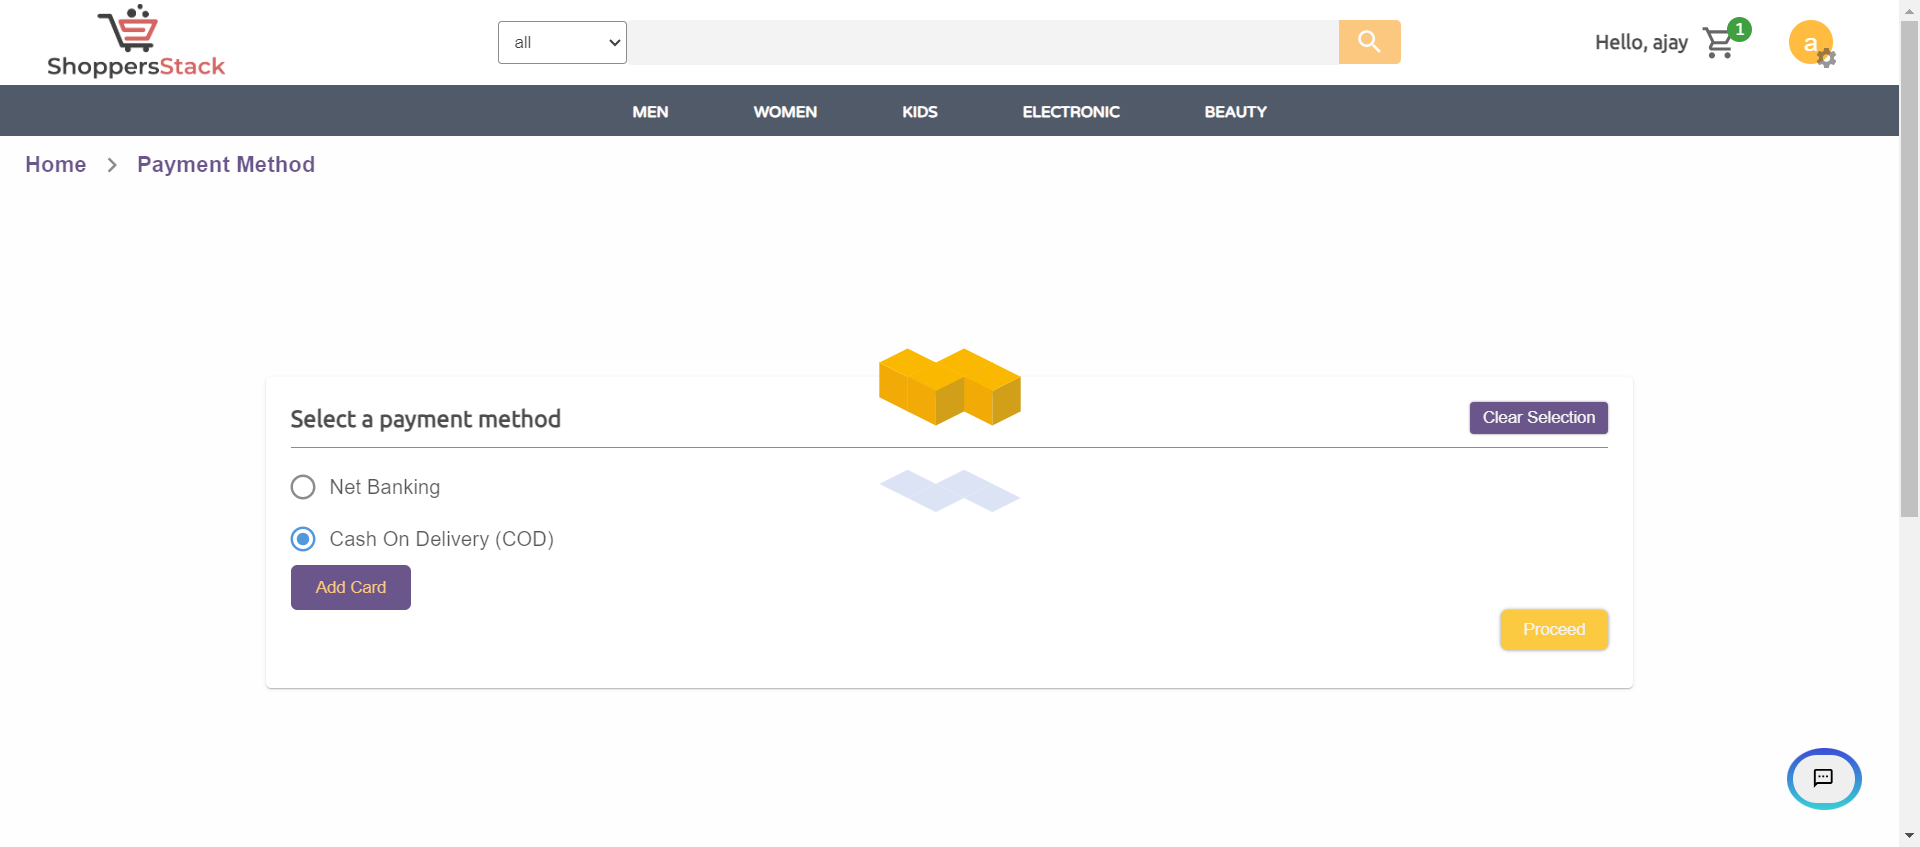 ShoppersStack
all
Hello, ajay
1
a
MEN WOMEN KIDS ELECTRONIC BEAUTY
Home > Payment Method
Select a payment method
Clear Selection
Net Banking
Cash On Delivery (COD)
Add Card
Proceed